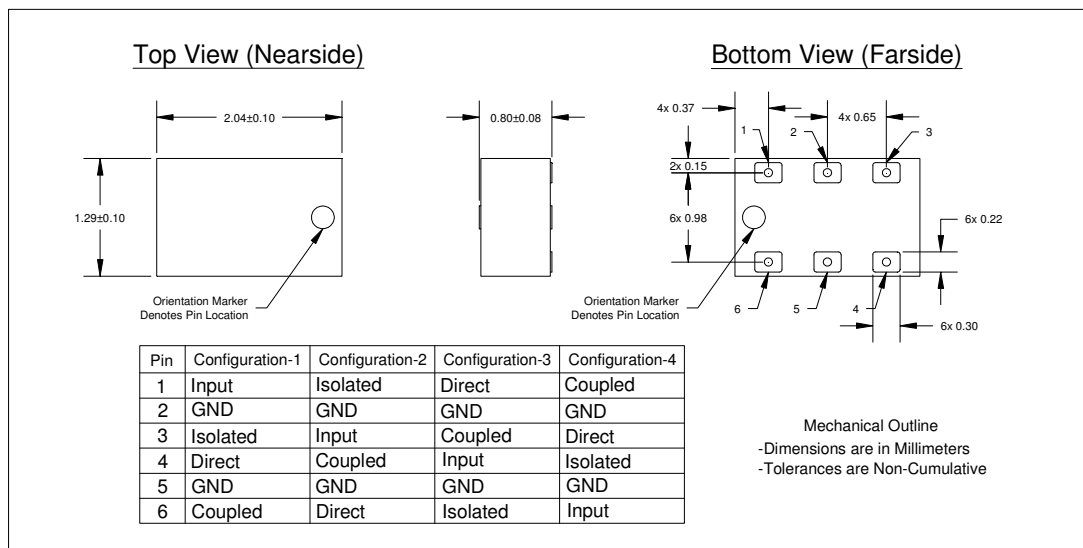 Top View (Nearside)
Bottom View (Farside)
2.04±0.10
0.80±0.08
4x 0.37
4x 0.65
1
2
3
2x 0.15
1.29±0.10
6x 0.98
6x 0.22
Orientation Marker
Denotes Pin Location
Orientation Marker
Denotes Pin Location
6
5
4
6x 0.30
Pin Configuration-1 Configuration-2 Configuration-3 Configuration-4
1 Input Isolated Direct Coupled
2 GND GND GND GND
3 Isolated Input Coupled Direct
4 Direct Coupled Input Isolated
5 GND GND GND GND
6 Coupled Direct Isolated Input
Mechanical Outline
-Dimensions are in Millimeters
-Tolerances are Non-Cumulative